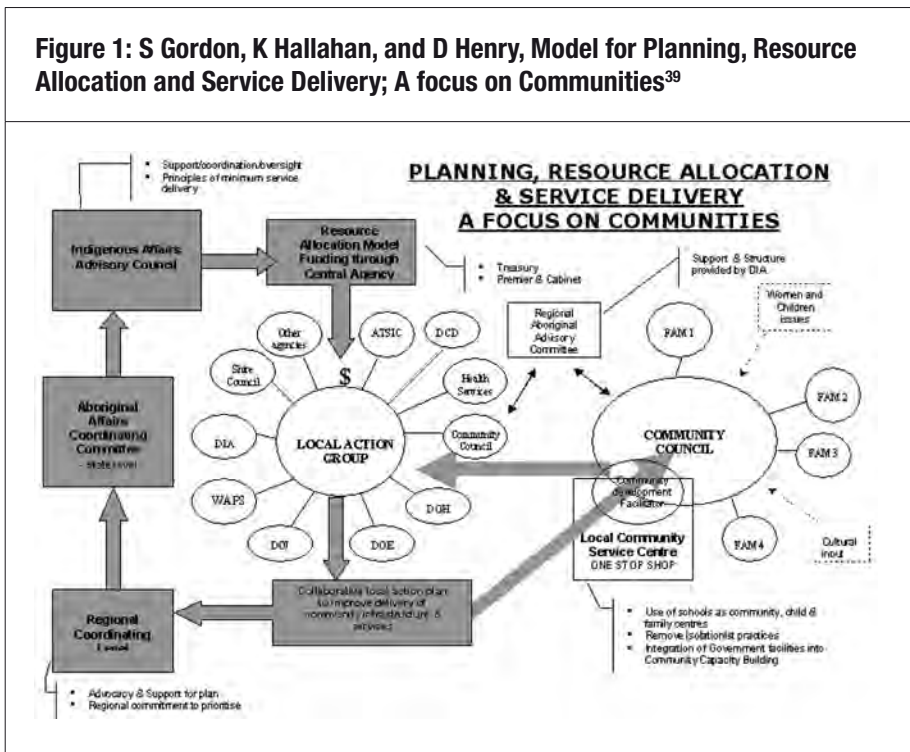 Figure 1: S Gordon, K Hallahan, and D Henry, Model for Planning, Resource
Allocation and Service Delivery; A focus on Communities³⁹
▪ Support/coordination/oversight
▪ Principles of minimum service
delivery
PLANNING, RESOURCE ALLOCATION
& SERVICE DELIVERY
A FOCUS ON COMMUNITIES
Indigenous Affairs
Advisory Council
Resource
Allocation Model
Funding through
Central Agency
▪ Treasury
▪ Premier & Cabinet
Support & Structure
provided by DIA
Women and
Children
issues
Regional
Aboriginal
Advisory
Committee
FAM 1
FAM 2
FAM 3
FAM 4
Other
agencies
ATSIC
DCD
Shire
Council
$
Health
Services
Aboriginal
Affairs
Coordinating
Committee
- State Level
DIA
LOCAL ACTION
GROUP
Community
Council
COMMUNITY
COUNCIL
WAPS
DOJ
DOE
DOH
Community
development
Facilitator
Local Community
Service Centre
ONE STOP SHOP
Cultural
input
Regional
Coordinating
Level
Collaborative local action plan
to improve delivery of
community infrastructure &
services
▪ Use of schools as community, child &
family centres
▪ Remove isolationist practices
▪ Integration of Government facilities into
Community Capacity Building
▪ Advocacy & Support for plan
▪ Regional commitment to prioritise